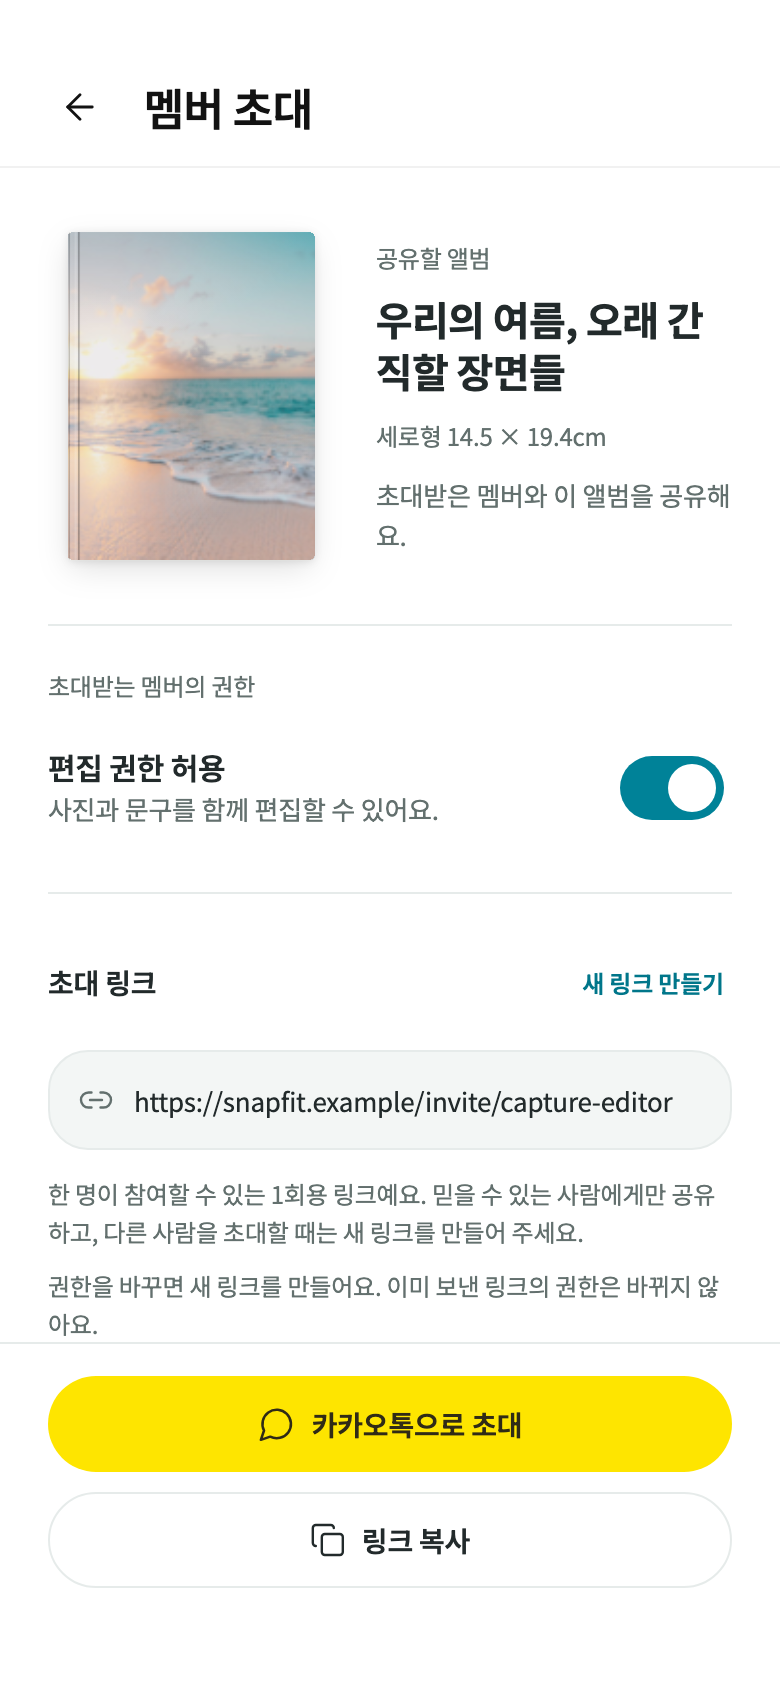 멤버 초대
공유할 앨범
우리의 여름, 오래 간
직할 장면들
세로형 14.5 × 19.4cm
초대받은 멤버와 이 앨범을 공유해
요.
초대받는 멤버의 권한
편집 권한 허용
사진과 문구를 함께 편집할 수 있어요.
초대 링크
새 링크 만들기
https://snapfit.example/invite/capture-editor
한 명이 참여할 수 있는 1회용 링크예요. 믿을 수 있는 사람에게만 공유
하고, 다른 사람을 초대할 때는 새 링크를 만들어 주세요.
권한을 바꾸면 새 링크를 만들어요. 이미 보낸 링크의 권한은 바뀌지 않
아요.
카카오톡으로 초대
링크 복사